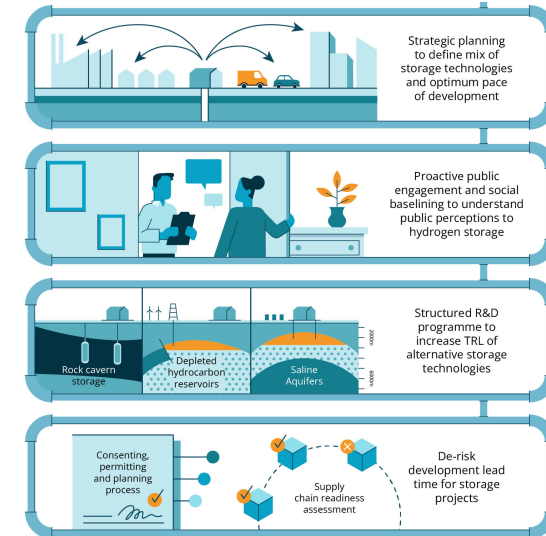 Strategic planning
to define mix of
storage technologies
and optimum pace
of development
Proactive public
engagement and social
baselining to understand
public perceptions to
hydrogen storage
Rock cavern
storage
Depleted
hydrocarbon
reservoirs
Saline
Aquifers
2000m
6000m
Structured R&D
programme to
increase TRL of
alternative storage
technologies
Consenting,
permitting
and planning
process
Supply
chain readiness
assessment
De-risk
development lead
time for storage
projects